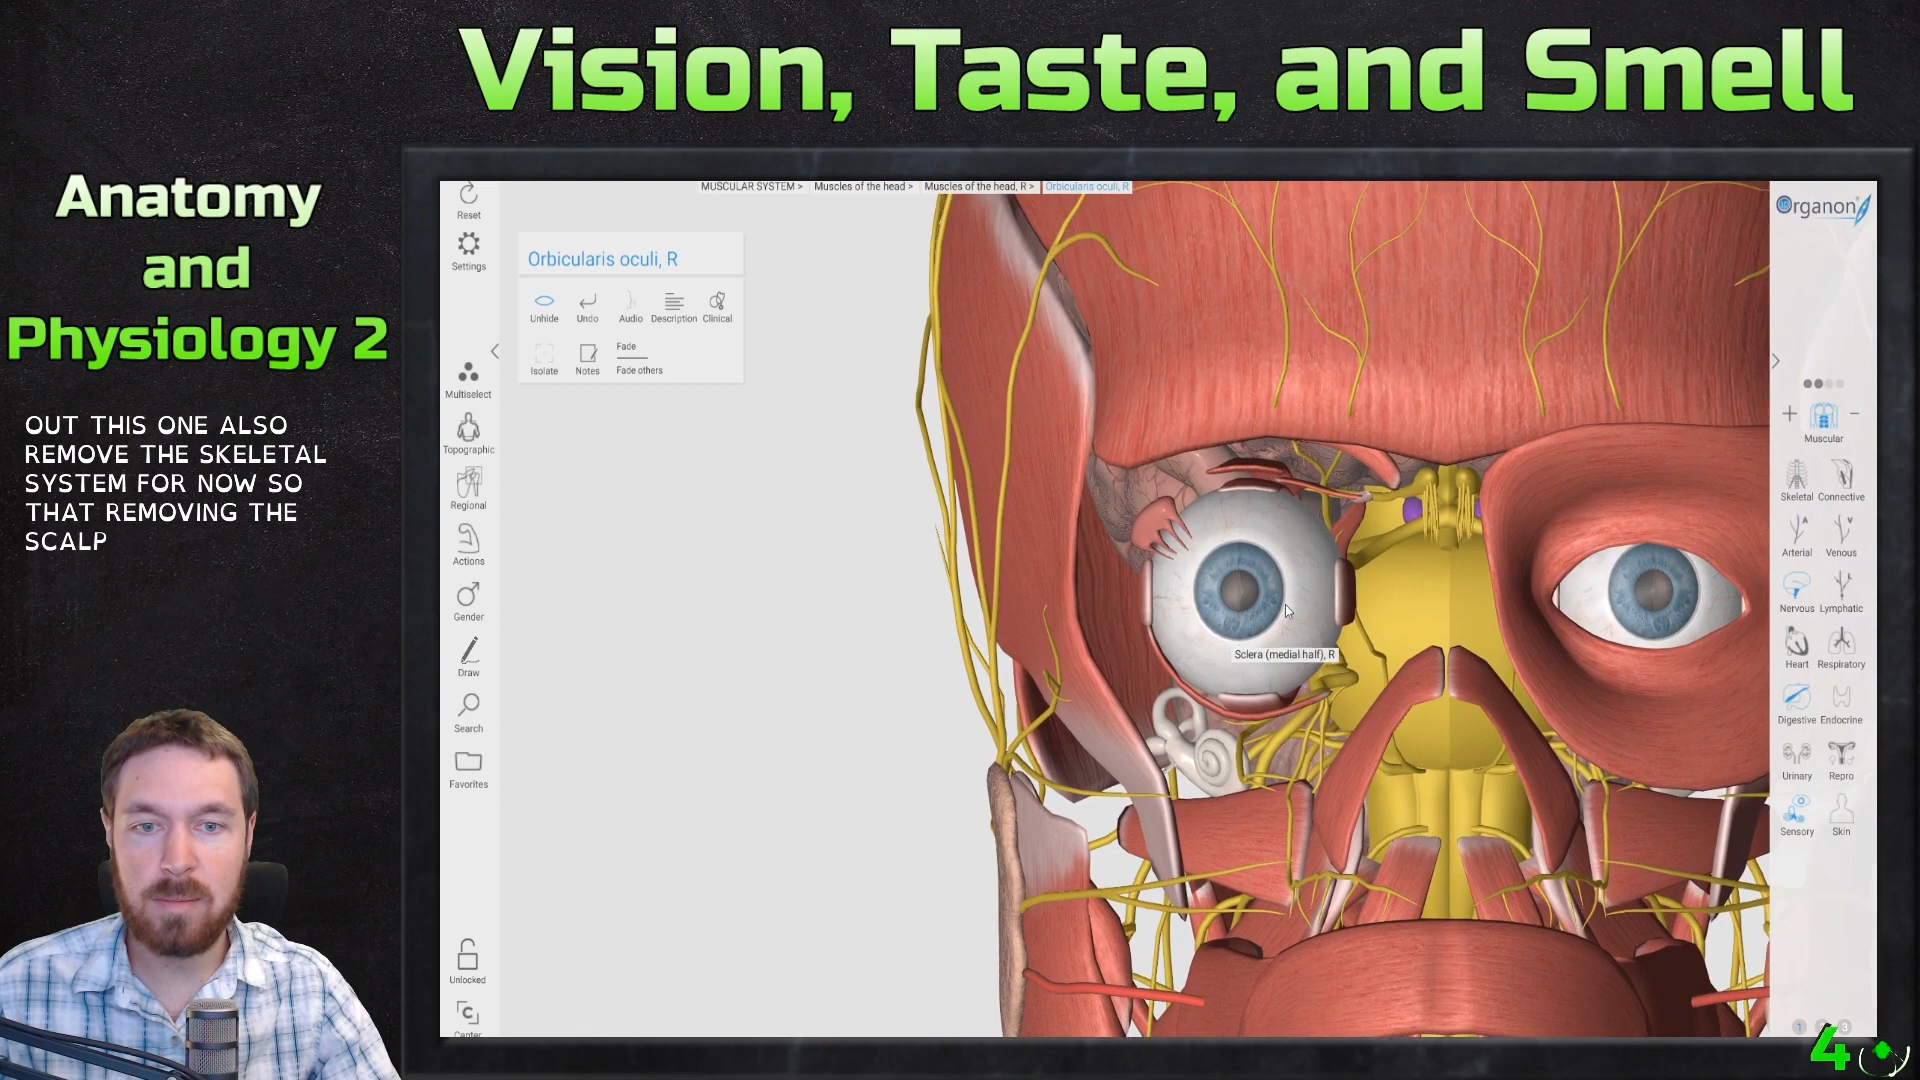 Vision, Taste, and Smell
Anatomy
and
Physiology 2
OUT THIS ONE ALSO
REMOVE THE SKELETAL
SYSTEM FOR NOW SO
THAT REMOVING THE
SCALP
MUSCULAR SYSTEM > Muscles of the head > Muscles of the head, R > Orbicularis oculi, R
Reset
Settings
Multiselect
Topographic
Regional
Actions
Gender
Draw
Search
Favorites
Unlocked
Center
Orbicularis oculi, R
Unhide Undo Audio Description Clinical
Isolate Notes Fade
Fade others
Sclera (medial half), R
3D Organon
Muscular
Skeletal Connective
Arterial Venous
Nervous Lymphatic
Heart Respiratory
Digestive Endocrine
Urinary Repro
Sensory Skin
1 3
4